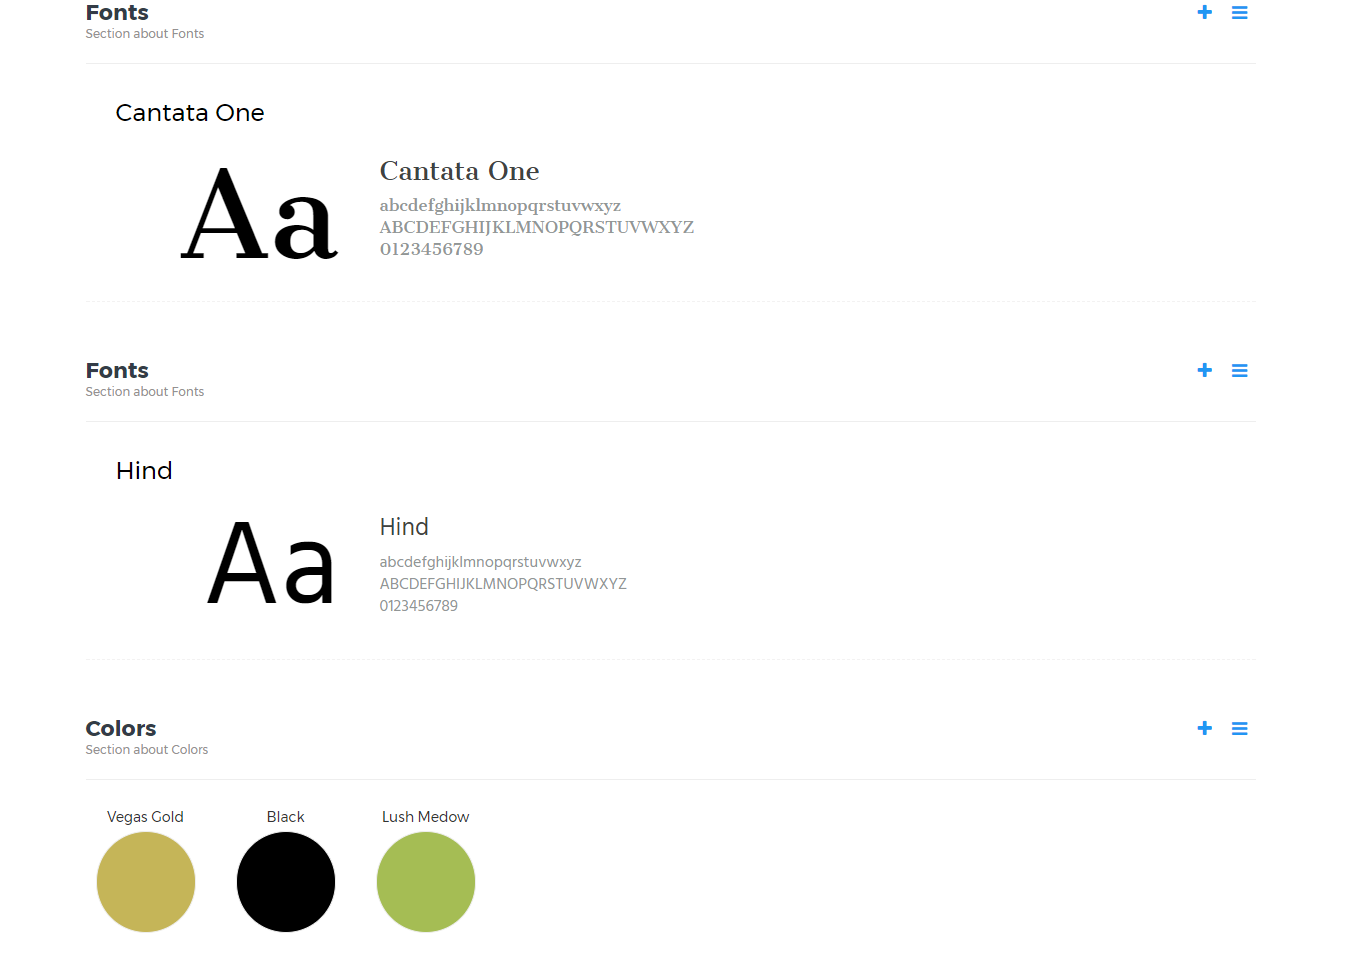 Fonts
Section about Fonts
Cantata One
Aa
Cantata One
abcdefghijklmnopqrstuvwxyz
ABCDEFGHIJKLMNOPQRSTUVWXYZ
0123456789
Fonts
Section about Fonts
Hind
Aa
Hind
abcdefghijklmnopqrstuvwxyz
ABCDEFGHIJKLMNOPQRSTUVWXYZ
0123456789
Colors
Section about Colors
Vegas Gold
Black
Lush Medow